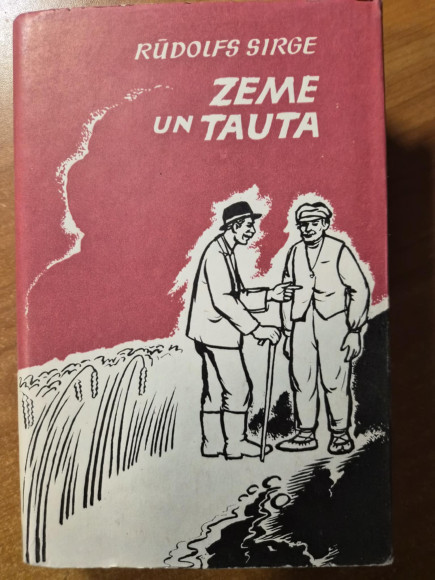 RŪDOLFS SIRGE
ZEME
UN TAUTA